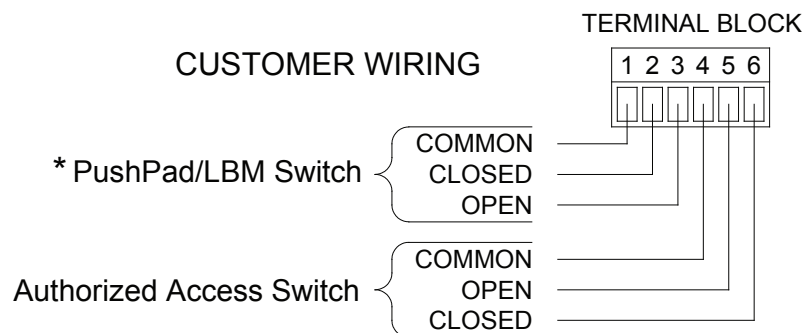 TERMINAL BLOCK
CUSTOMER WIRING
1 2 3 4 5 6
* PushPad/LBM Switch
COMMON
CLOSED
OPEN
Authorized Access Switch
COMMON
OPEN
CLOSED